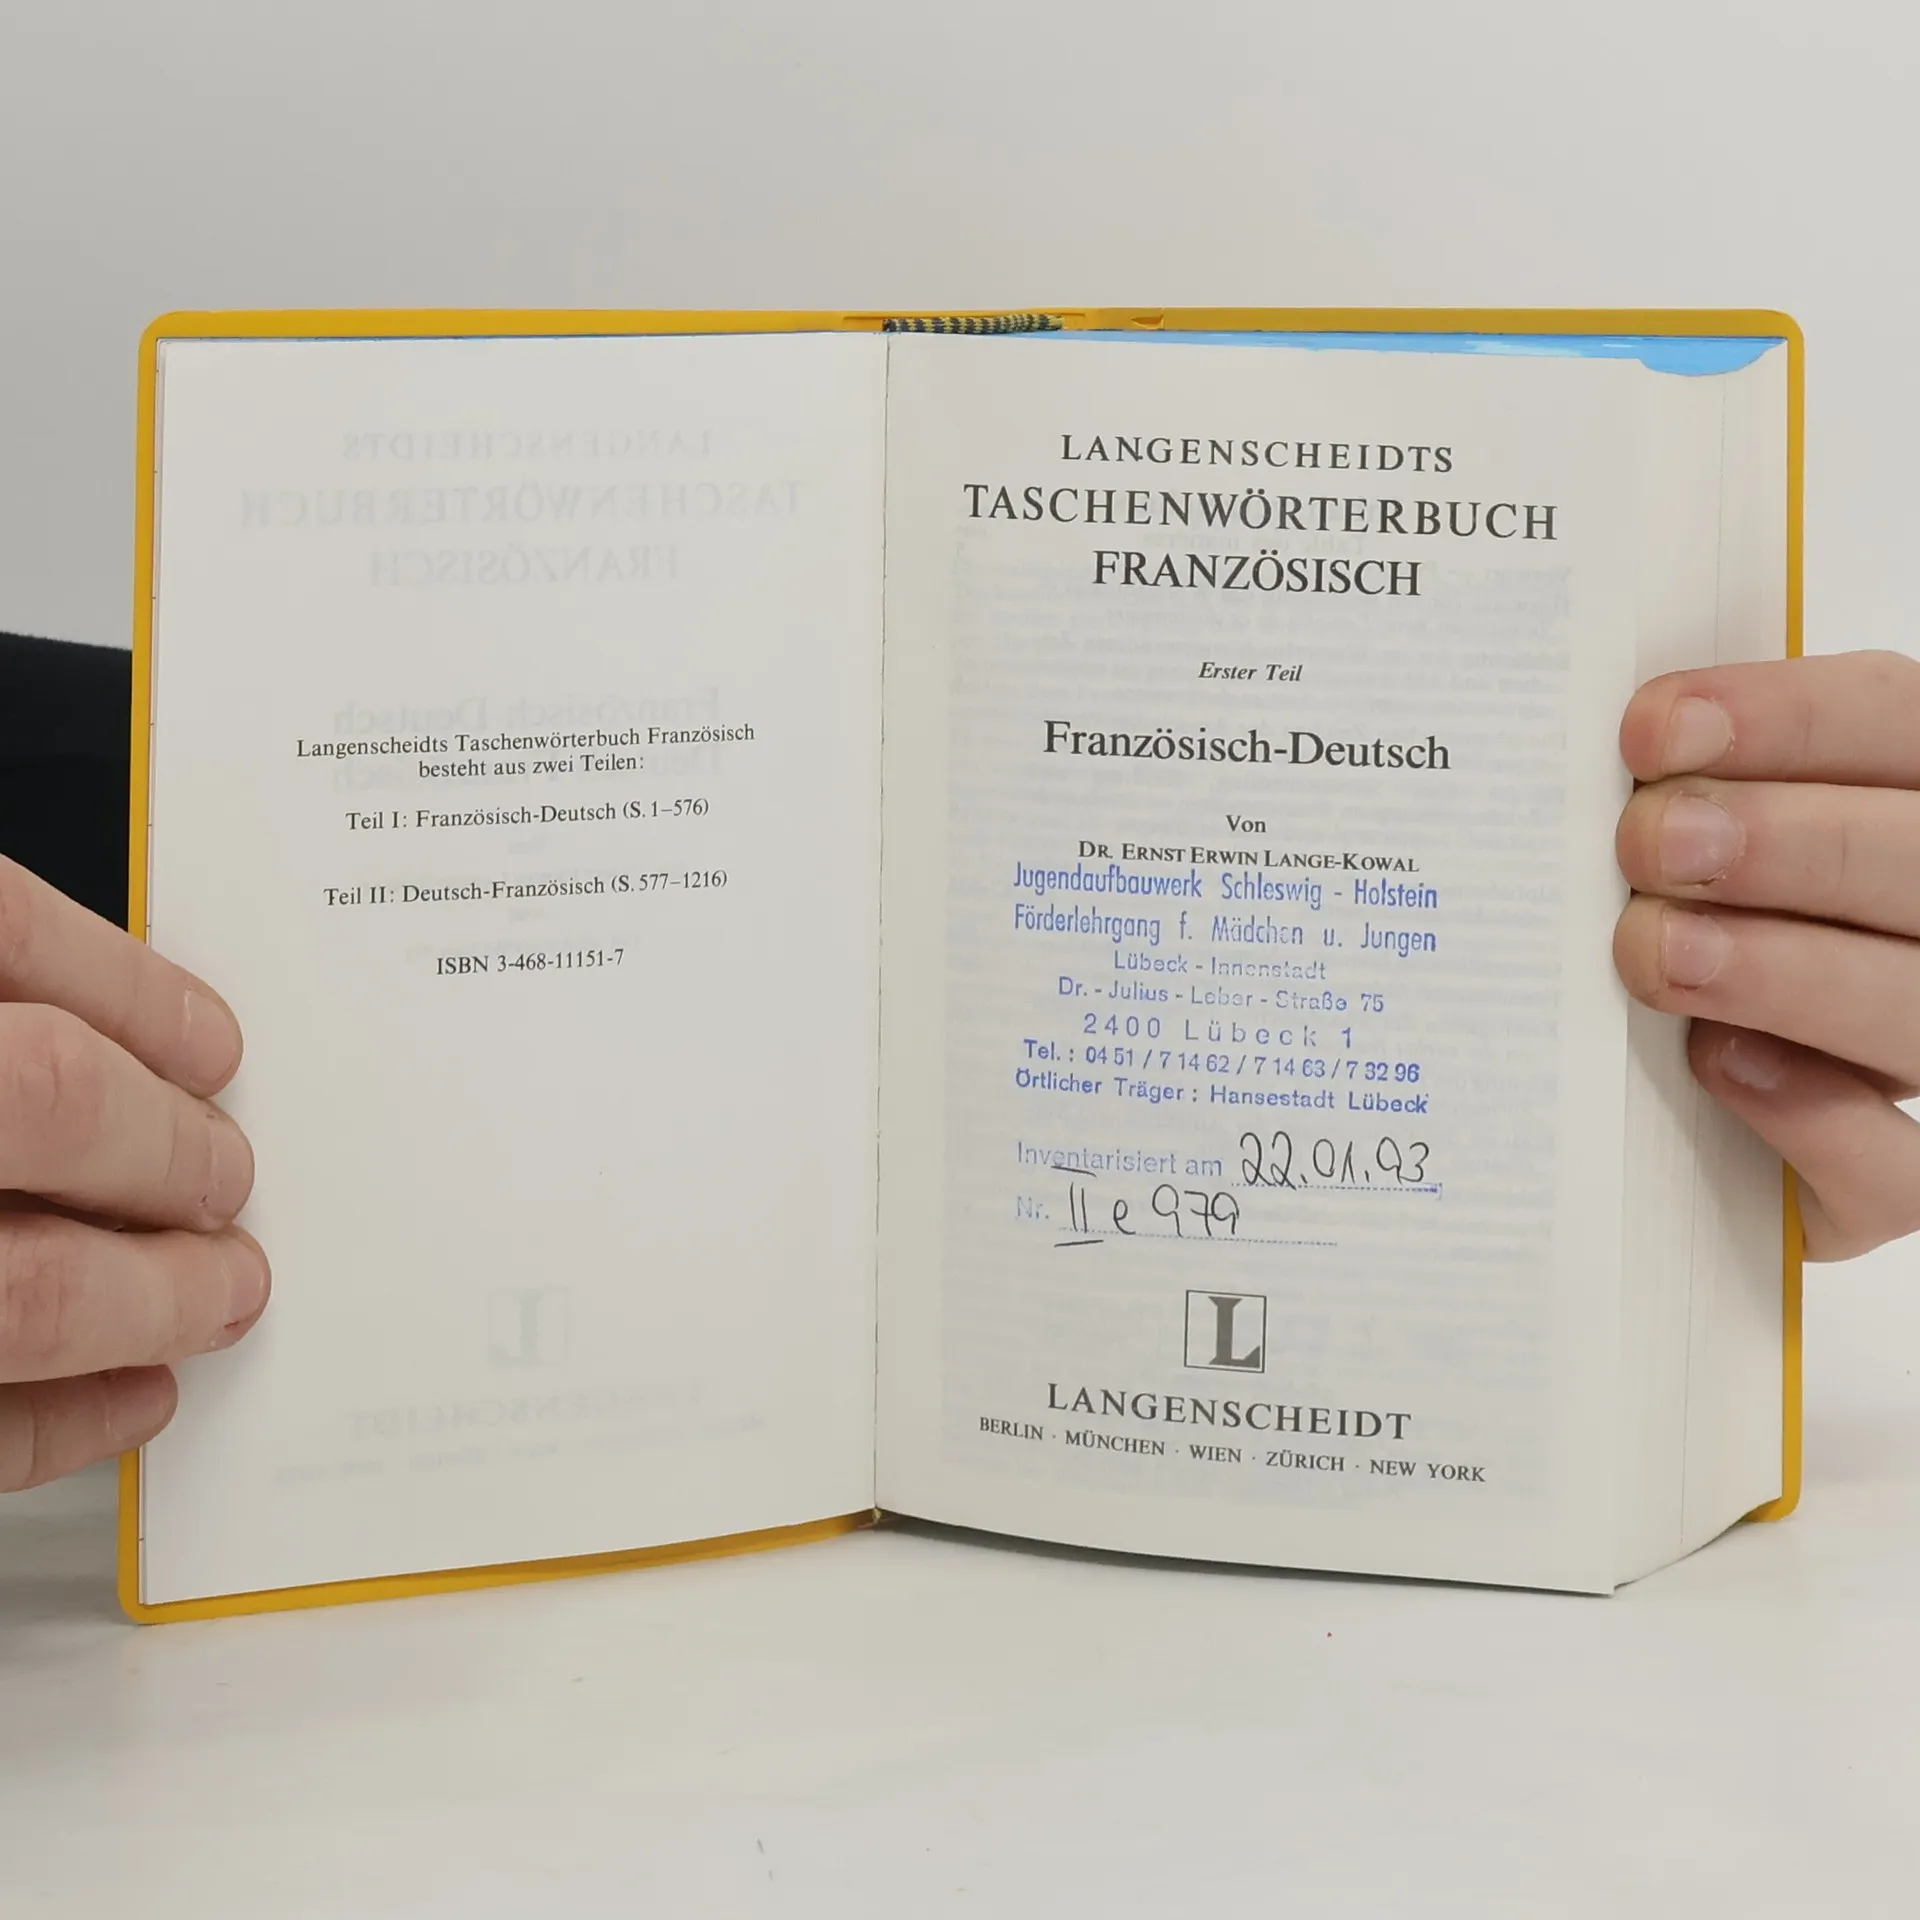 Langenscheidts Taschenwörterbuch Französisch
besteht aus zwei Teilen:
Teil I: Französisch-Deutsch (S. 1–576)
Teil II: Deutsch-Französisch (S. 577–1216)
ISBN 3-468-11151-7
LANGENSCHEIDTS
TASCHENWÖRTERBUCH
FRANZÖSISCH
Erster Teil
Französisch-Deutsch
Von
DR. ERNST ERWIN LANGE-KOWAL
Jugendaufbauwerk Schleswig - Holstein
Förderlehrgang f. Mädchen u. Jungen
Lübeck - Innenstadt
Dr. - Julius - Leber - Straße 75
2400 Lübeck 1
Tel. : 04 51 / 7 14 62 / 7 14 63 / 7 32 96
Örtlicher Träger : Hansestadt Lübeck
Inventarisiert am 22.01.93
Nr. II e 979
L
LANGENSCHEIDT
BERLIN · MÜNCHEN · WIEN · ZÜRICH · NEW YORK